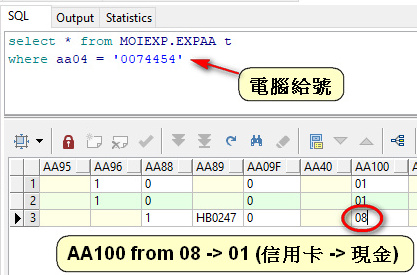 SQL Output Statistics
select * from MOIEXP.EXPAA t
where aa04 = '0074454'
電腦給號
AA95 AA96 AA88 AA89 AA09F AA40 AA100
1 1 0 0 01
2 1 0 0 01
3 1 HB0247 0 08
AA100 from 08 -> 01 (信用卡 -> 現金)